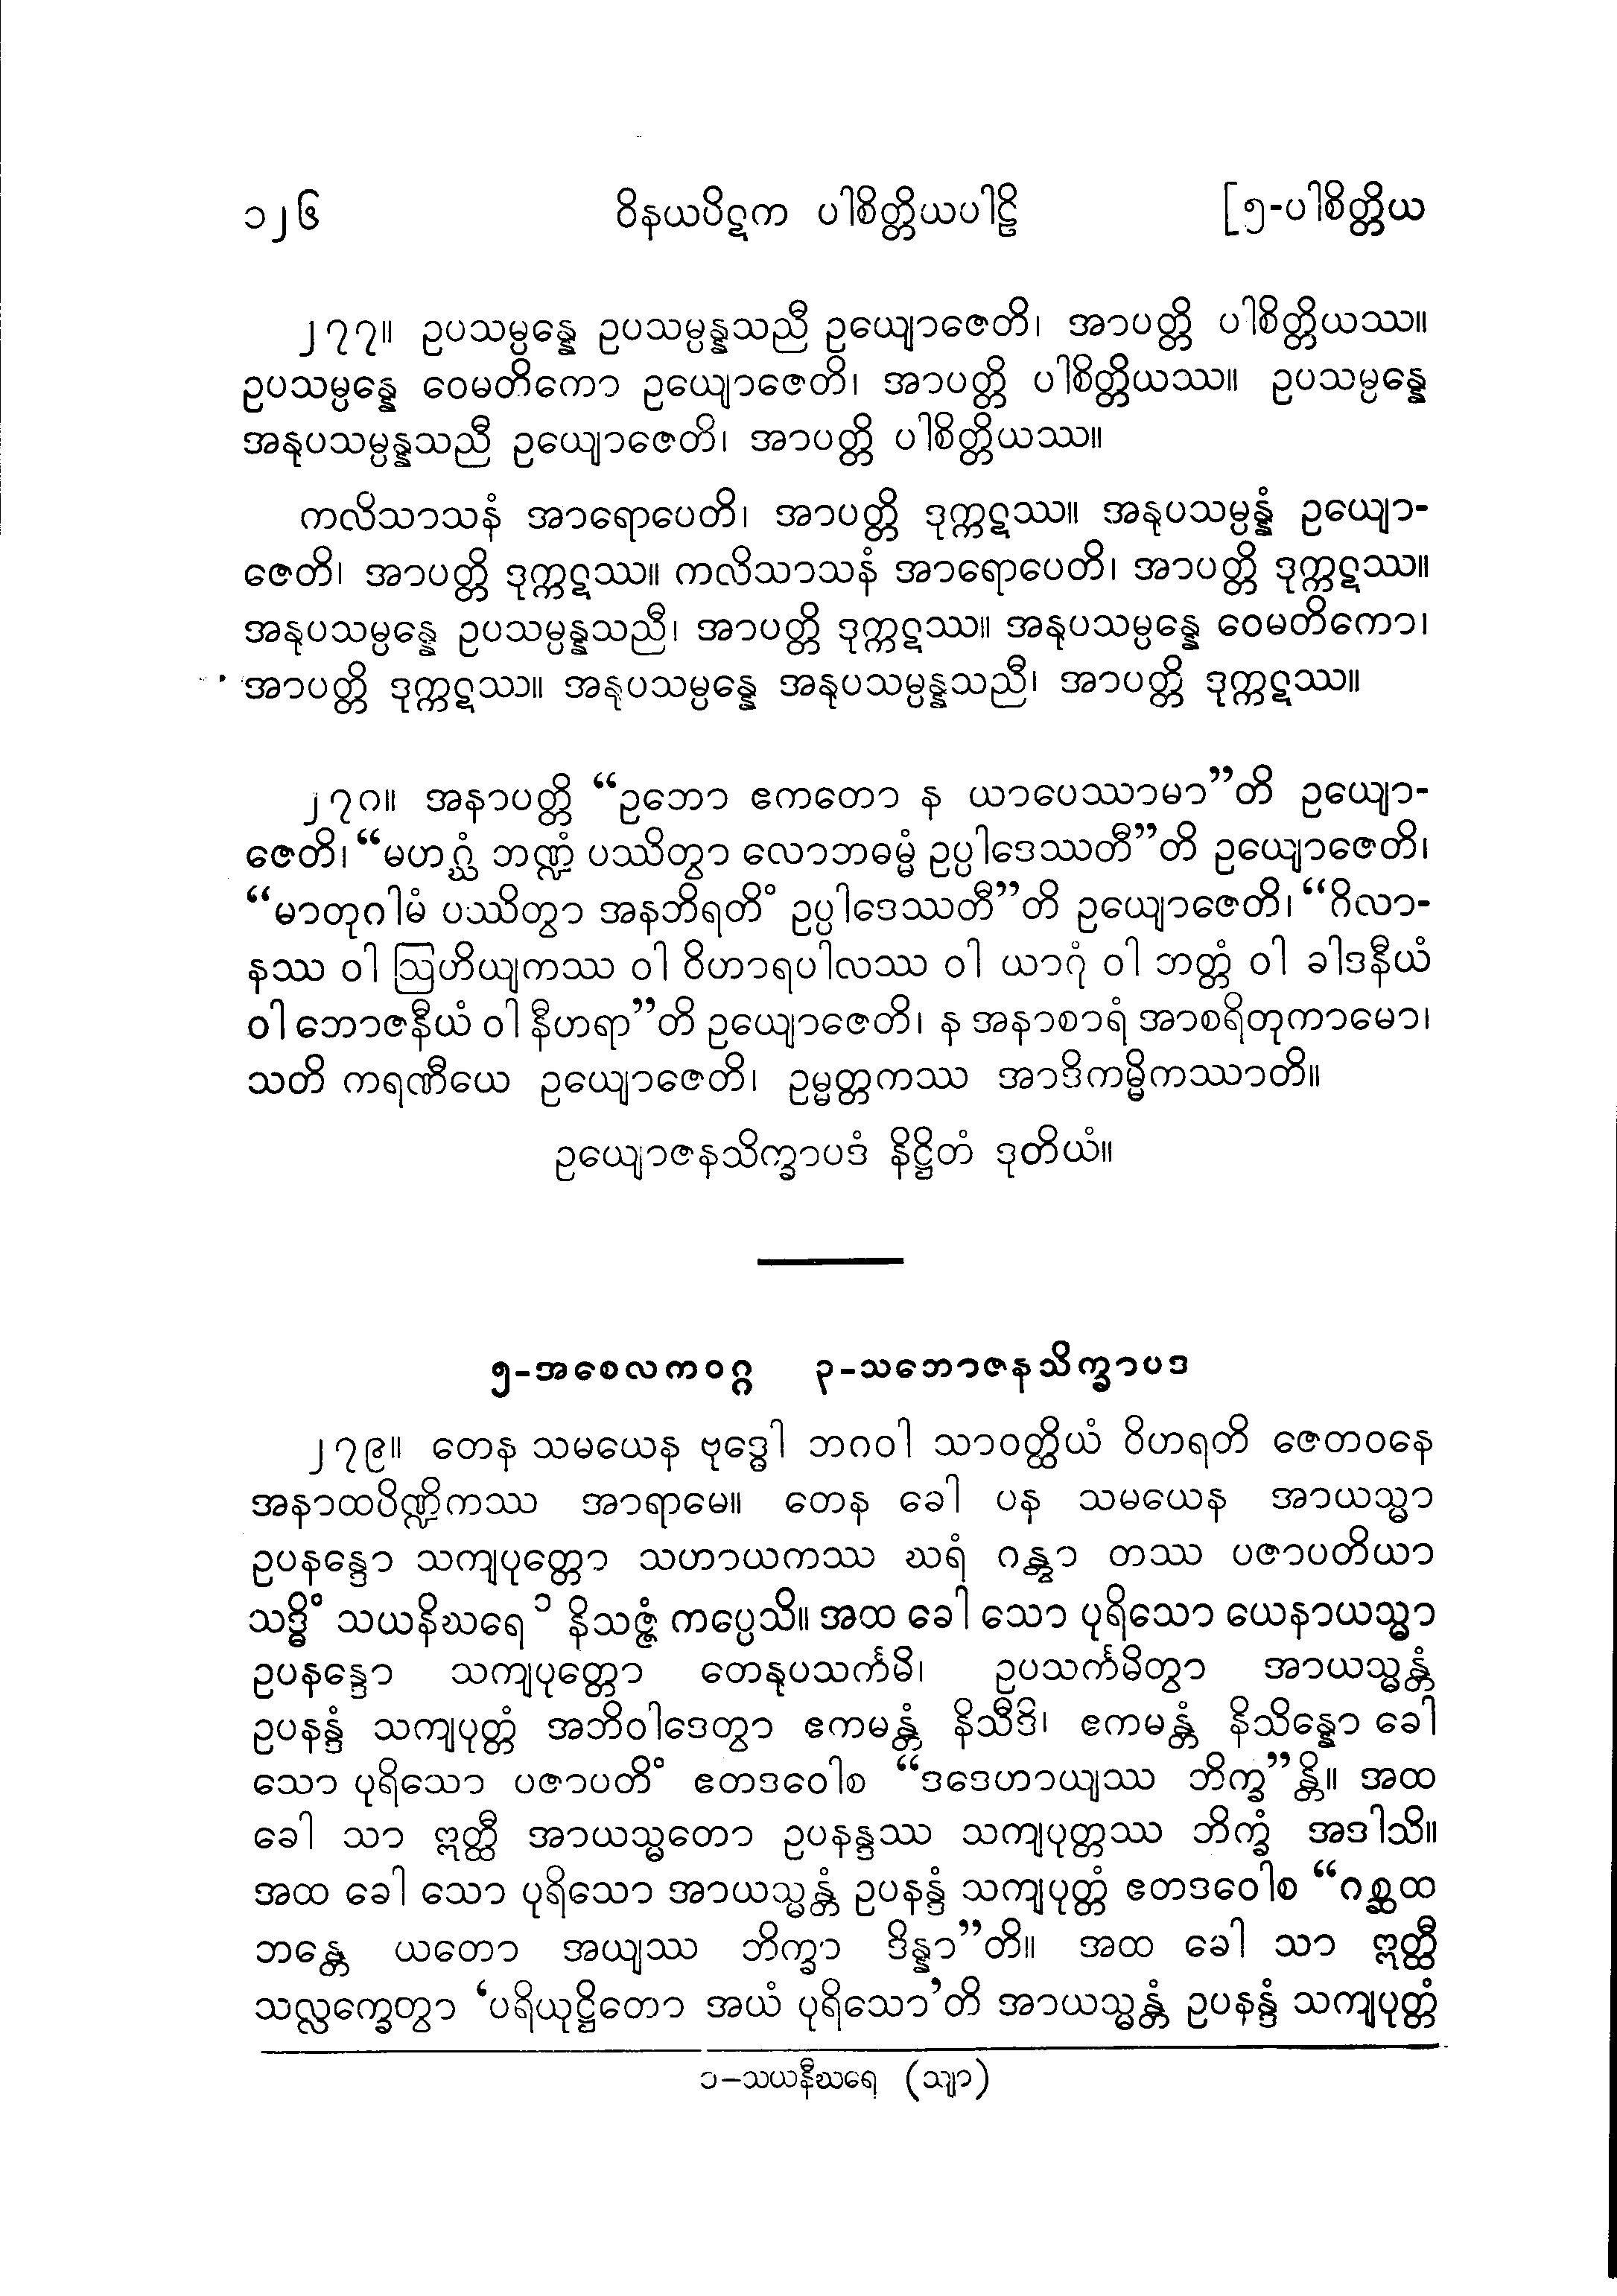 ၁၂၆ ဝိနယပိဋက ပါစိတ္တိယပါဠိ [၅-ပါစိတ္တိယ
၂၇၇။ ဥပသမ္ပန္နေ ဥပသမ္ပန္နသညီ ဥယျောဇေတိ၊ အာပတ္တိ ပါစိတ္တိယဿ။
ဥပသမ္ပန္နေ ဝေမတိကော ဥယျောဇေတိ၊ အာပတ္တိ ပါစိတ္တိယဿ။ ဥပသမ္ပန္နေ
အနုပသမ္ပန္နသညီ ဥယျောဇေတိ၊ အာပတ္တိ ပါစိတ္တိယဿ။
ကလိသာသနံ အာရောပေတိ၊ အာပတ္တိ ဒုက္ကဋဿ။ အနုပသမ္ပန္နံ ဥယျော-
ဇေတိ၊ အာပတ္တိ ဒုက္ကဋဿ။ ကလိသာသနံ အာရောပေတိ၊ အာပတ္တိ ဒုက္ကဋဿ။
အနုပသမ္ပန္နေ ဥပသမ္ပန္နသညီ၊ အာပတ္တိ ဒုက္ကဋဿ။ အနုပသမ္ပန္နေ ဝေမတိကော၊
အာပတ္တိ ဒုက္ကဋဿ။ အနုပသမ္ပန္နေ အနုပသမ္ပန္နသညီ၊ အာပတ္တိ ဒုက္ကဋဿ။
၂၇၈။ အနာပတ္တိ “ဥဘော ဧကတော န ယာပေဿာမာ”တိ ဥယျော-
ဇေတိ၊ “မဟဂ္ဃံ ဘဏ္ဍံ ပဿိတွာ လောဘဓမ္မံ ဥပ္ပါဒေဿတီ”တိ ဥယျောဇေတိ၊
“မာတုဂါမံ ပဿိတွာ အနဘိရတိံ ဥပ္ပါဒေဿတီ”တိ ဥယျောဇေတိ၊ “ဂိလာ-
နဿ ဝါ ဩဟိယျကဿ ဝါ ဝိဟာရပါလဿ ဝါ ယာဂုံ ဝါ ဘတ္တံ ဝါ ခါဒနီယံ
ဝါ ဘောဇနီယံ ဝါ နီဟရာ”တိ ဥယျောဇေတိ၊ န အနာစာရံ အာစရိတုကာမော၊
သတိ ကရဏီယေ ဥယျောဇေတိ၊ ဥမ္မတ္တကဿ အာဒိကမ္မိကဿာတိ။
ဥယျောဇနသိက္ခာပဒံ နိဋ္ဌိတံ ဒုတိယံ။
၅-အစေလကဝဂ္ဂ ၃-သဘောဇနသိက္ခာပဒ
၂၇၉။ တေန သမယေန ဗုဒ္ဓေါ ဘဂဝါ သာဝတ္ထိယံ ဝိဟရတိ ဇေတဝနေ
အနာထပိဏ္ဍိကဿ အာရာမေ။ တေန ခေါ ပန သမယေန အာယသ္မာ
ဥပနန္ဒော သကျပုတ္တော သဟာယကဿ ဃရံ ဂန္တွာ တဿ ပဇာပတိယာ
သဒ္ဓိံ သယနိဃရေ ၁ နိသဇ္ဇံ ကပ္ပေသိ။ အထ ခေါ သော ပုရိသော ယေနာယသ္မာ
ဥပနန္ဒော သကျပုတ္တော တေနုပသင်္ကမိ၊ ဥပသင်္ကမိတွာ အာယသ္မန္တံ
ဥပနန္ဒံ သကျပုတ္တံ အဘိဝါဒေတွာ ဧကမန္တံ နိသီဒိ၊ ဧကမန္တံ နိသိန္နော ခေါ
သော ပုရိသော ပဇာပတိံ ဧတဒဝေါစ “ဒဒေဟာယျဿ ဘိက္ခ”န္တိ။ အထ
ခေါ သာ ဣတ္ထီ အာယသ္မတော ဥပနန္ဒဿ သကျပုတ္တဿ ဘိက္ခံ အဒါသိ။
အထ ခေါ သော ပုရိသော အာယသ္မန္တံ ဥပနန္ဒံ သကျပုတ္တံ ဧတဒဝေါစ “ဂစ္ဆထ
ဘန္တေ ယတော အယျဿ ဘိက္ခာ ဒိန္နာ”တိ။ အထ ခေါ သာ ဣတ္ထီ
သလ္လက္ခေတွာ ‘ပရိယုဋ္ဌိတော အယံ ပုရိသော’တိ အာယသ္မန္တံ ဥပနန္ဒံ သကျပုတ္တံ
၁-သယနီဃရေ (သျာ)